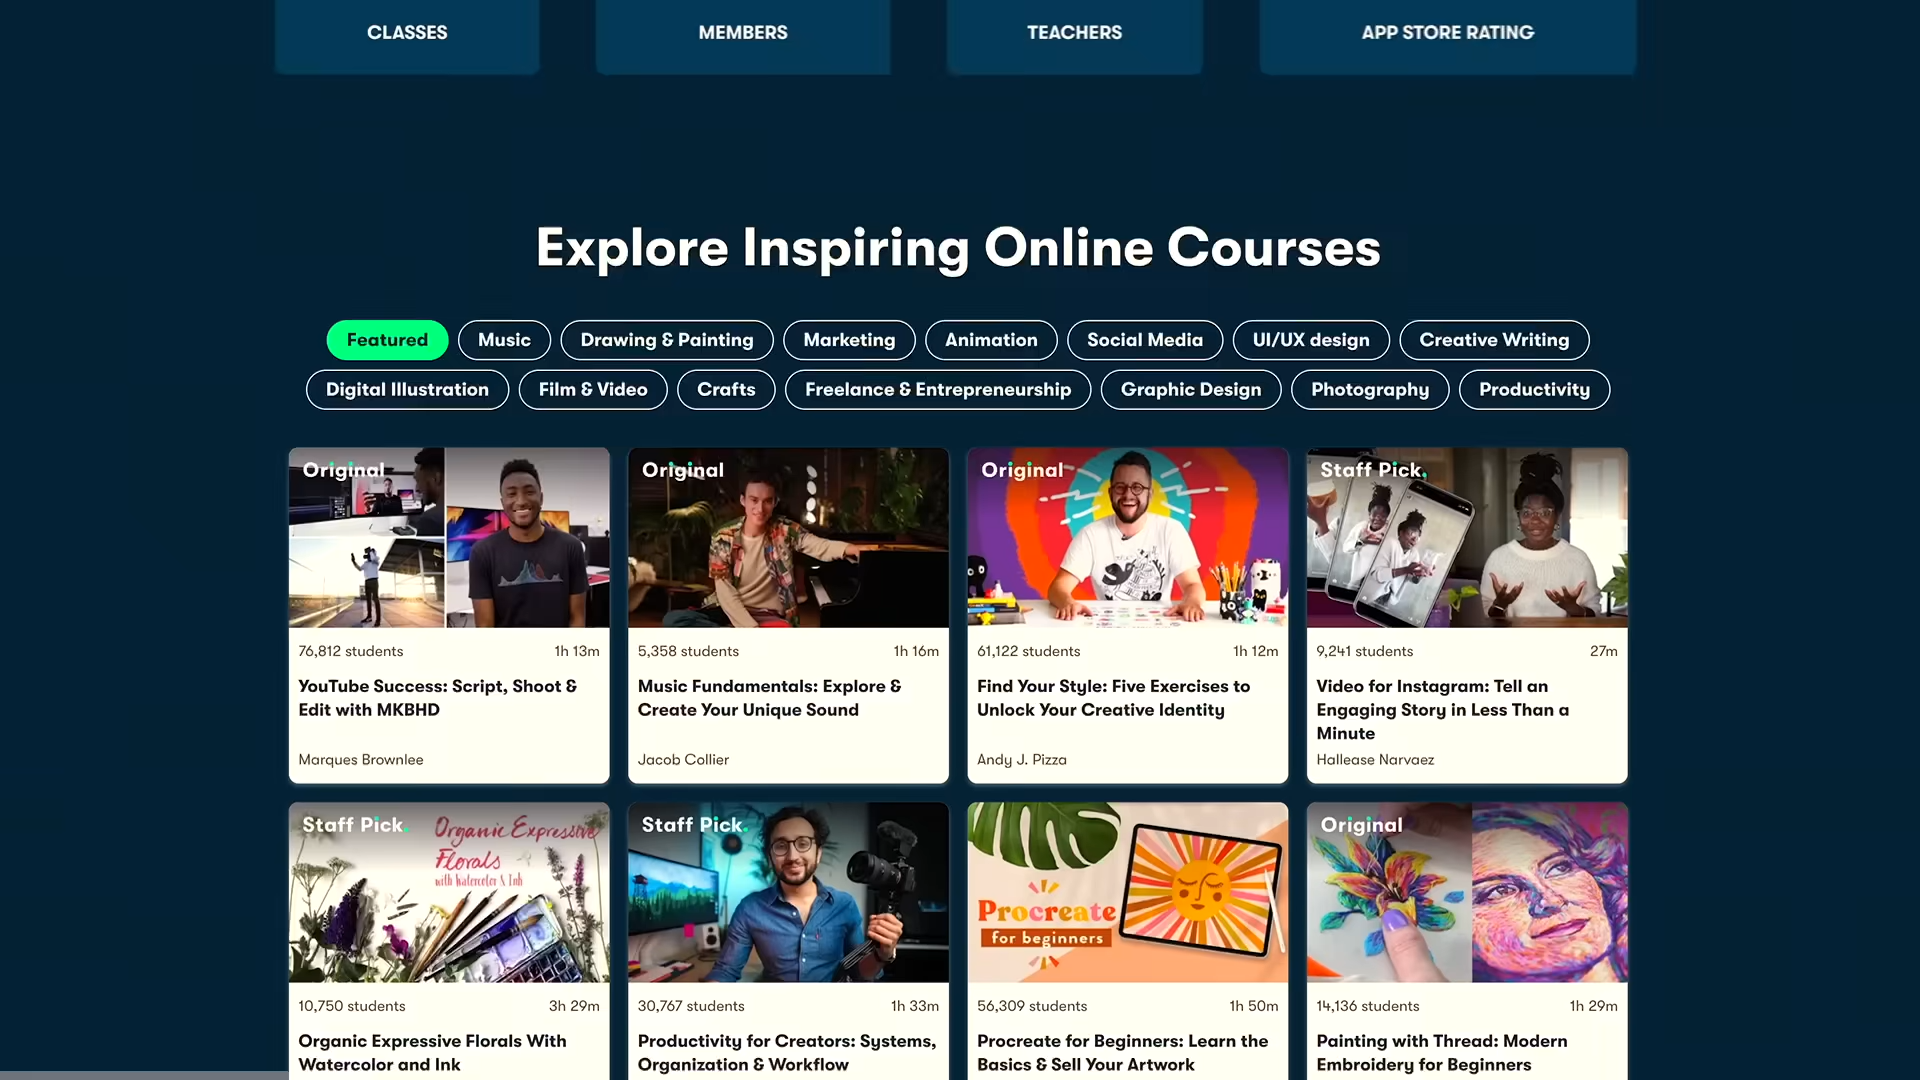 CLASSES
MEMBERS
TEACHERS
APP STORE RATING
Explore Inspiring Online Courses
Featured
Music
Drawing & Painting
Marketing
Animation
Social Media
UI/UX design
Creative Writing
Digital Illustration
Film & Video
Crafts
Freelance & Entrepreneurship
Graphic Design
Photography
Productivity
Original
76,812 students
1h 13m
YouTube Success: Script, Shoot &
Edit with MKBHD
Marques Brownlee
Original
5,358 students
1h 16m
Music Fundamentals: Explore &
Create Your Unique Sound
Jacob Collier
Original
61,122 students
1h 12m
Find Your Style: Five Exercises to
Unlock Your Creative Identity
Andy J. Pizza
Staff Pick.
9,241 students
27m
Video for Instagram: Tell an
Engaging Story in Less Than a
Minute
Hallease Narvaez
Staff Pick.
Organic Expressive
Florals
with Watercolor & Ink
10,750 students
3h 29m
Organic Expressive Florals With
Watercolor and Ink
Staff Pick.
30,767 students
1h 33m
Productivity for Creators: Systems,
Organization & Workflow
Procreate
for beginners
56,309 students
1h 50m
Procreate for Beginners: Learn the
Basics & Sell Your Artwork
Original
14,136 students
1h 29m
Painting with Thread: Modern
Embroidery for Beginners